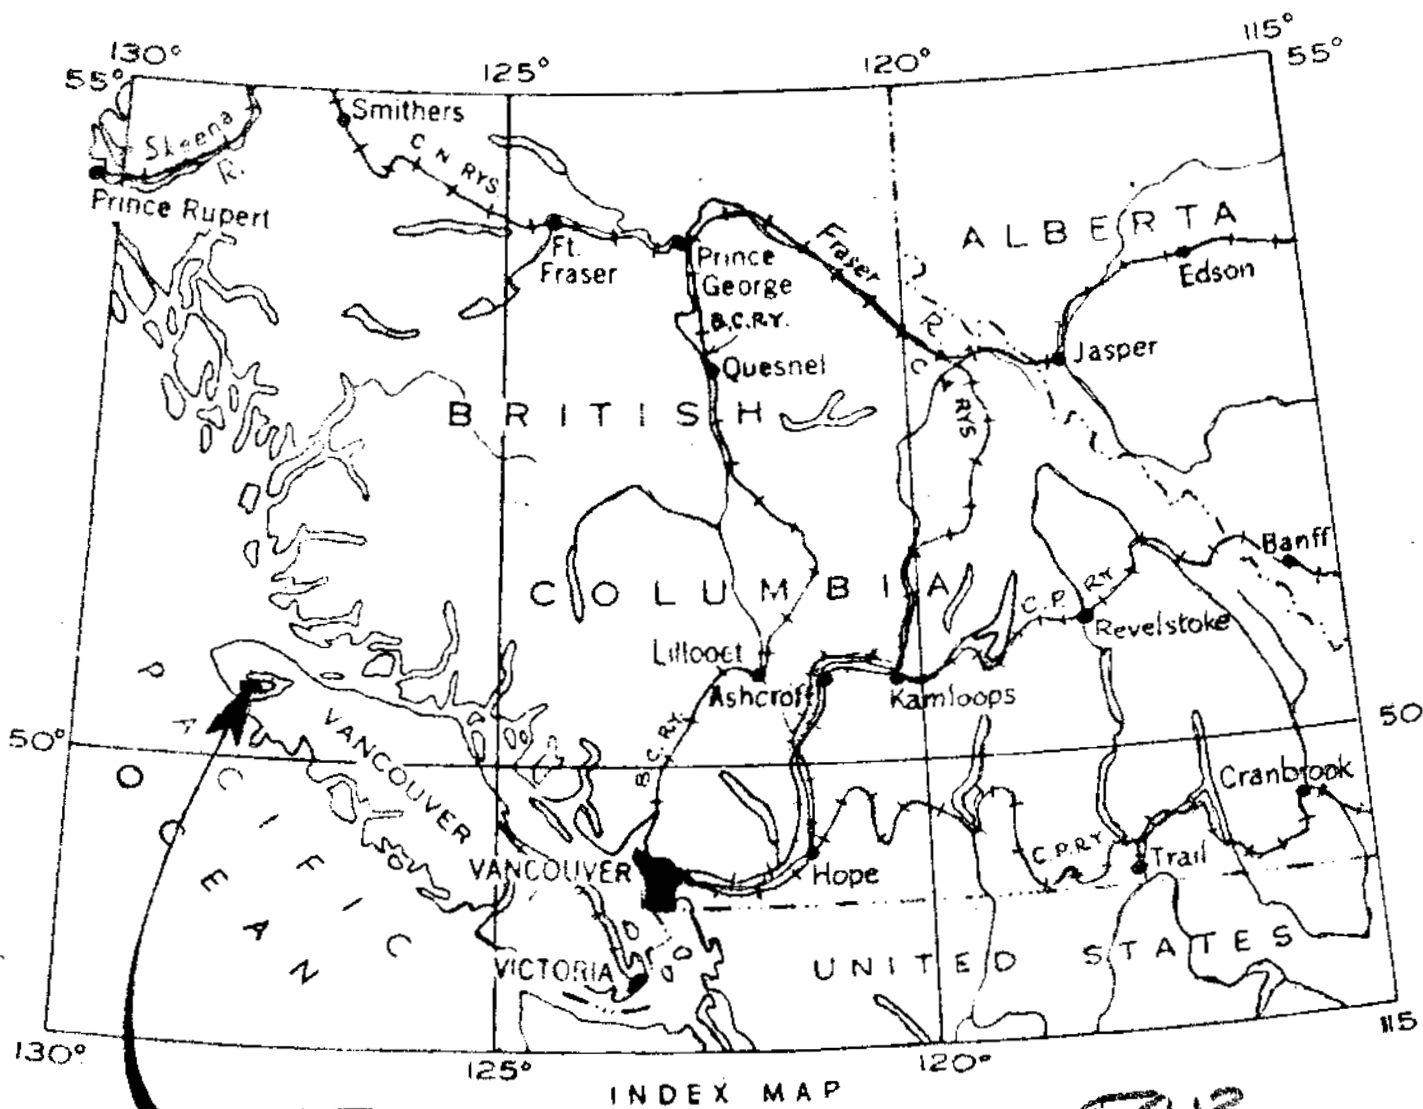 130°
125°
120°
115°
55°
55°
Smithers
Skeena
R.
C N RYS
Prince Rupert
ALBERTA
Ft.
Fraser
Prince
George
Fraser
R.
Edson
B.C.RY.
Jasper
Quesnel
C
RYS
BRITISH
Banff
COLUMBIA
C.P. RY
Revelstoke
Lillooet
Ashcroft
Kamloops
50°
50
PACIFIC
OCEAN
VANCOUVER
B.C.RY
Cranbrook
VANCOUVER
Hope
C.P.RY
Trail
VICTORIA
UNITED STATES
130°
125°
120°
115
INDEX MAP